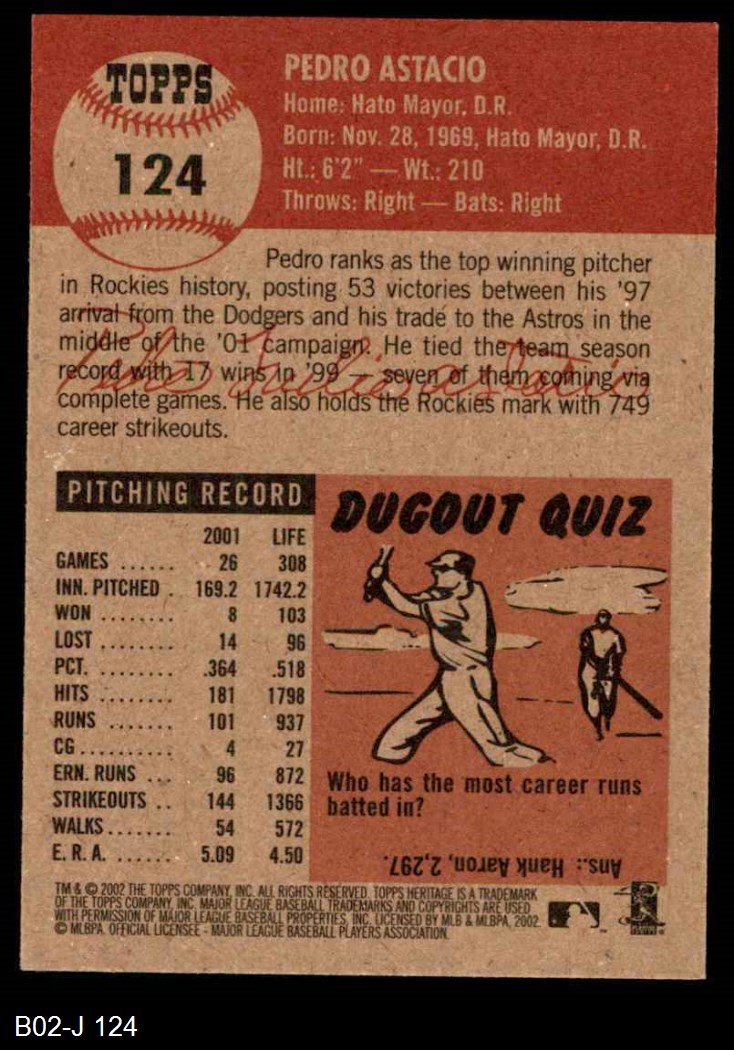 TOPPS
124
PEDRO ASTACIO
Home: Hato Mayor, D.R.
Born: Nov. 28, 1969, Hato Mayor, D.R.
Ht.: 6'2" — Wt.: 210
Throws: Right — Bats: Right
Pedro ranks as the top winning pitcher
in Rockies history, posting 53 victories between his '97
arrival from the Dodgers and his trade to the Astros in the
middle of the '01 campaign. He tied the team season
record with 17 wins in '99 — seven of them coming via
complete games. He also holds the Rockies mark with 749
career strikeouts.
PITCHING RECORD
2001 LIFE
GAMES ...... 26 308
INN. PITCHED . 169.2 1742.2
WON ........ 8 103
LOST ........ 14 96
PCT. ........ .364 .518
HITS ........ 181 1798
RUNS ....... 101 937
CG.......... 4 27
ERN. RUNS ... 96 872
STRIKEOUTS .. 144 1366
WALKS....... 54 572
E. R. A. ...... 5.09 4.50
DUGOUT QUIZ
Who has the most career runs
batted in?
Ans.: Hank Aaron, 2,297.
TM & © 2002 THE TOPPS COMPANY, INC. ALL RIGHTS RESERVED. TOPPS HERITAGE IS A TRADEMARK
OF THE TOPPS COMPANY, INC. MAJOR LEAGUE BASEBALL TRADEMARKS AND COPYRIGHTS ARE USED
WITH PERMISSION OF MAJOR LEAGUE BASEBALL PROPERTIES, INC. LICENSED BY MLB & MLBPA, 2002.
© MLBPA. OFFICIAL LICENSEE - MAJOR LEAGUE BASEBALL PLAYERS ASSOCIATION.
B02-J 124